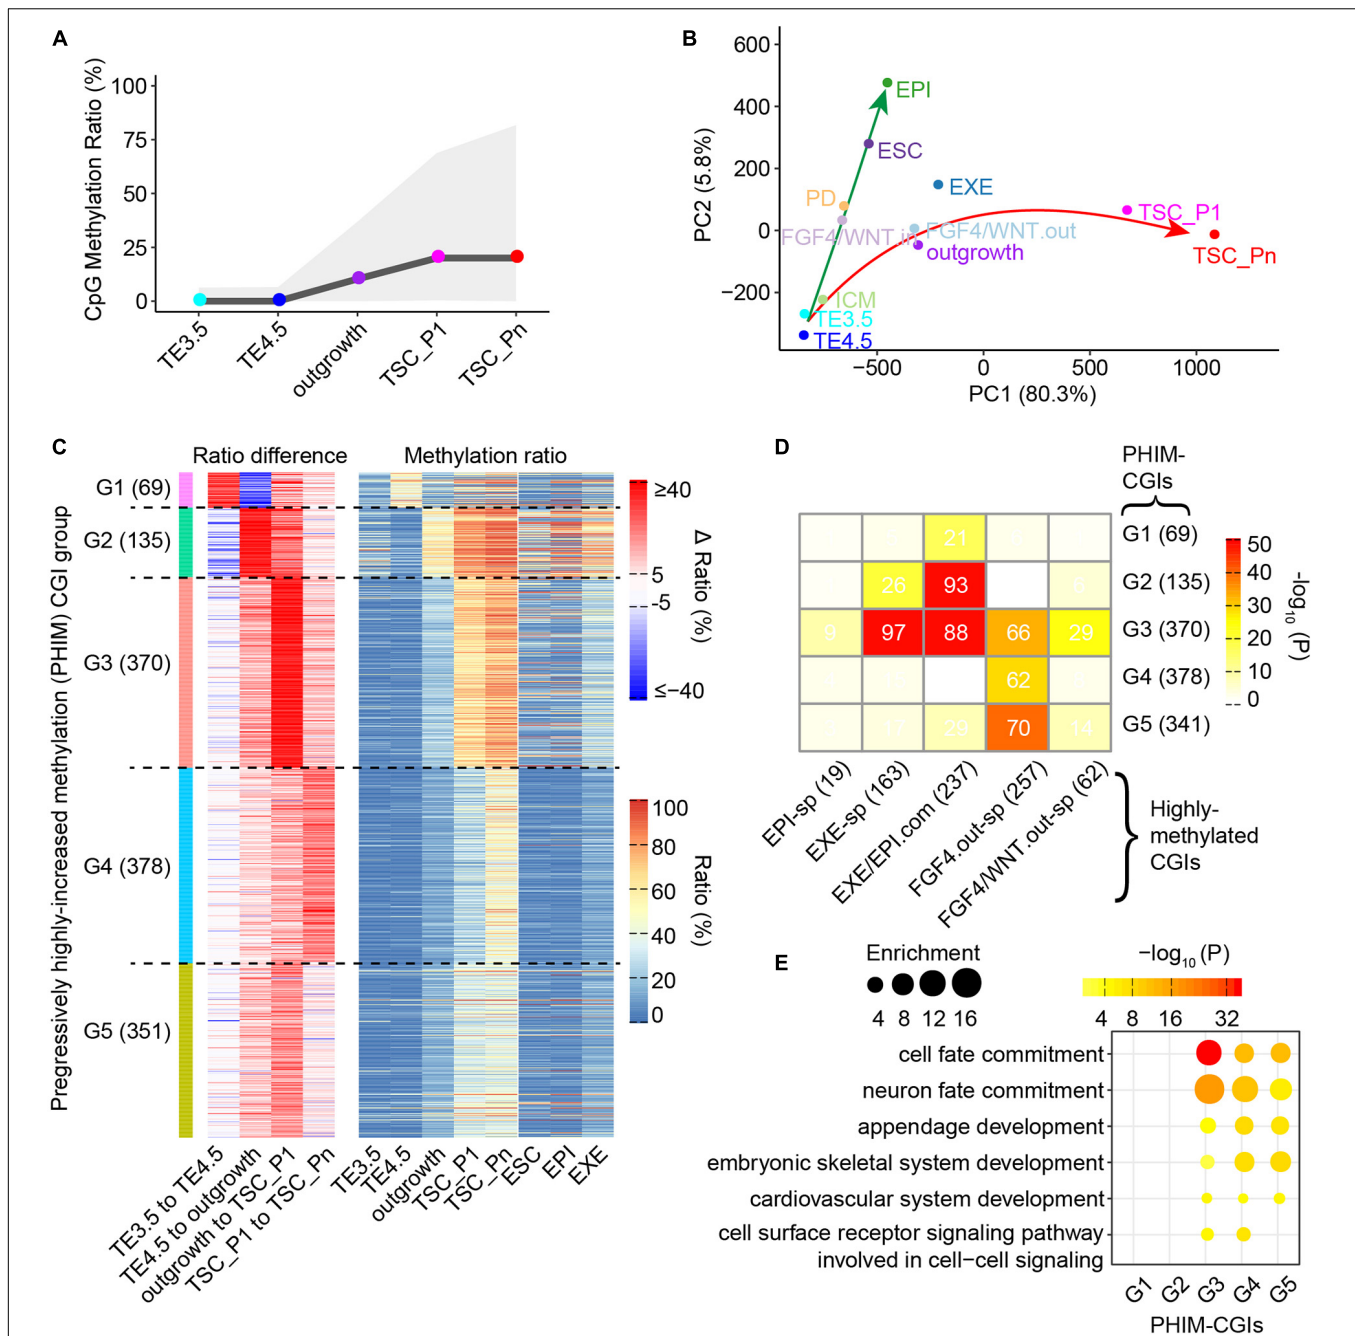 A
CpG Methylation Ratio (%)
100
75
50
25
0
TE3.5
TE4.5
outgrowth
TSC_P1
TSC_Pn
B
PC2 (5.8%)
600
400
200
0
−200
EPI
ESC
EXE
PD
TSC_P1
FGF4/WNT.in
FGF4/WNT.out
outgrowth
TSC_Pn
ICM
TE3.5
TE4.5
−500
0
500
1000
PC1 (80.3%)
C
Ratio difference
Methylation ratio
Pregressively highly-increased methylation (PHIM) CGI group
G1 (69)
G2 (135)
G3 (370)
G4 (378)
G5 (351)
≥40
5
-5
≤−40
Δ Ratio (%)
100
80
60
40
20
0
Ratio (%)
TE3.5 to TE4.5
TE4.5 to outgrowth
outgrowth to TSC_P1
TSC_P1 to TSC_Pn
TE3.5
TE4.5
outgrowth
TSC_P1
TSC_Pn
ESC
EPI
EXE
D
PHIM-
CGIs
21
G1 (69)
26
93
6
G2 (135)
9
97
88
66
29
G3 (370)
62
G4 (378)
17
29
70
14
G5 (341)
50
40
30
20
10
0
-log10 (P)
EPI-sp (19)
EXE-sp (163)
EXE/EPI.com (237)
FGF4.out-sp (257)
FGF4/WNT.out-sp (62)
Highly-
methylated
CGIs
E
Enrichment
4 8 12 16
−log10 (P)
4 8 16 32
cell fate commitment
neuron fate commitment
appendage development
embryonic skeletal system development
cardiovascular system development
cell surface receptor signaling pathway
involved in cell−cell signaling
G1
G2
G3
G4
G5
PHIM-CGIs